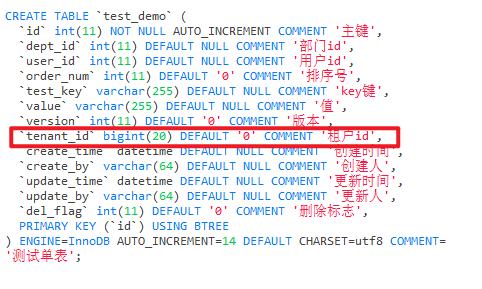 CREATE TABLE `test_demo` (
`id` int(11) NOT NULL AUTO_INCREMENT COMMENT '主键',
`dept_id` int(11) DEFAULT NULL COMMENT '部门id',
`user_id` int(11) DEFAULT NULL COMMENT '用户id',
`order_num` int(11) DEFAULT '0' COMMENT '排序号',
`test_key` varchar(255) DEFAULT NULL COMMENT 'key键',
`value` varchar(255) DEFAULT NULL COMMENT '值',
`version` int(11) DEFAULT '0' COMMENT '版本',
`tenant_id` bigint(20) DEFAULT '0' COMMENT '租户id',
`create_time` datetime DEFAULT NULL COMMENT '创建时间',
`create_by` varchar(64) DEFAULT NULL COMMENT '创建人',
`update_time` datetime DEFAULT NULL COMMENT '更新时间',
`update_by` varchar(64) DEFAULT NULL COMMENT '更新人',
`del_flag` int(11) DEFAULT '0' COMMENT '删除标志',
PRIMARY KEY (`id`) USING BTREE
) ENGINE=InnoDB AUTO_INCREMENT=14 DEFAULT CHARSET=utf8 COMMENT=
'测试单表';